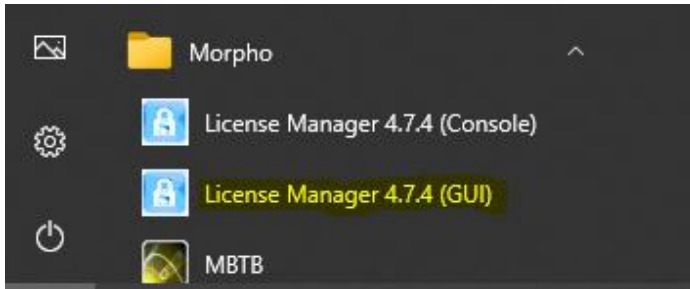 Morpho
License Manager 4.7.4 (Console)
License Manager 4.7.4 (GUI)
MBTB